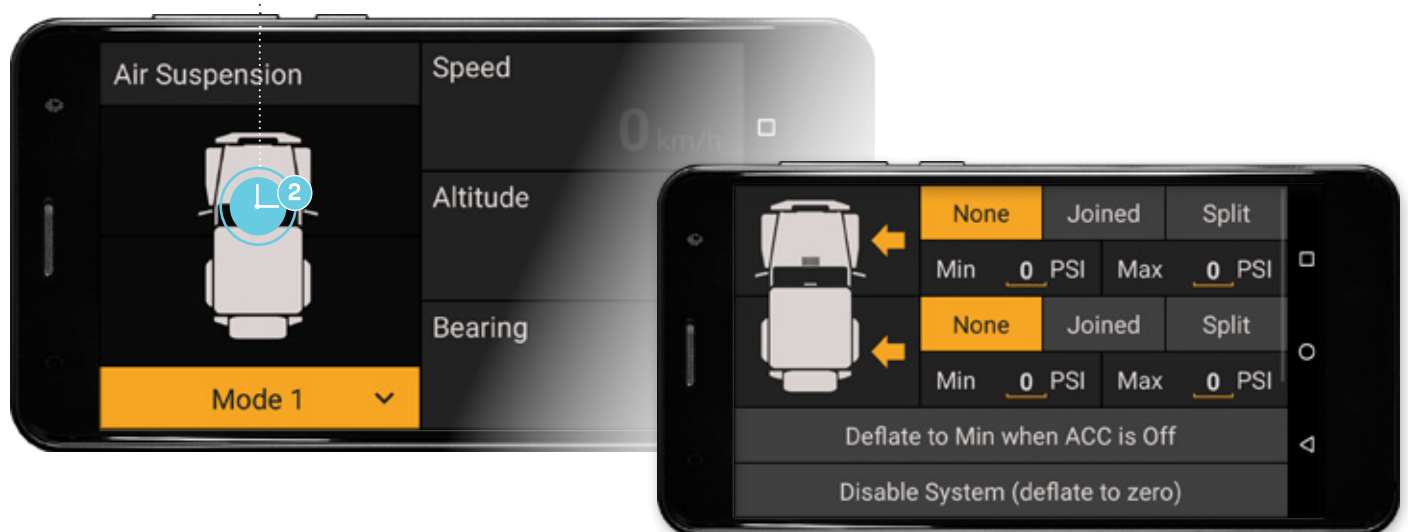 Air Suspension
Speed
0 km/h
2
Altitude
Bearing
Mode 1
None Joined Split
Min 0 PSI Max 0 PSI
None Joined Split
Min 0 PSI Max 0 PSI
Deflate to Min when ACC is Off
Disable System (deflate to zero)